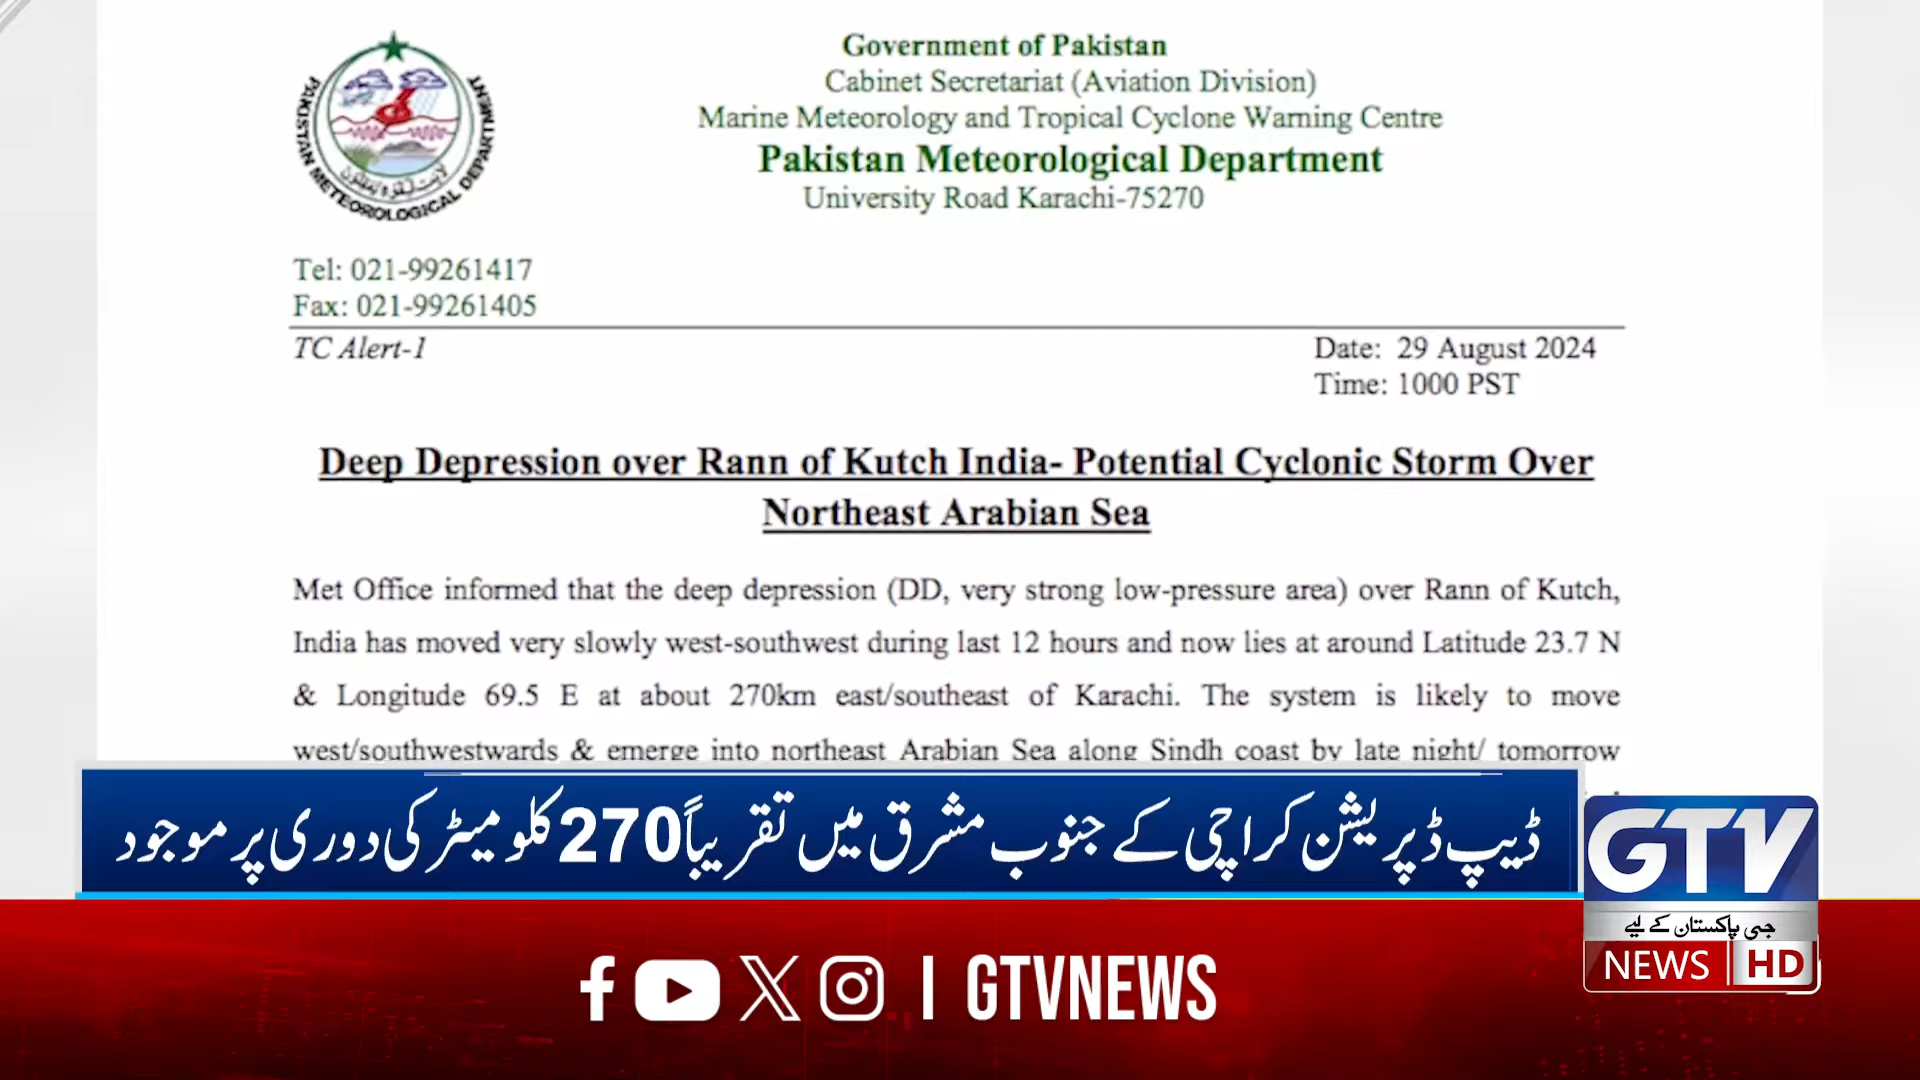 Government of Pakistan
Cabinet Secretariat (Aviation Division)
Marine Meteorology and Tropical Cyclone Warning Centre
Pakistan Meteorological Department
University Road Karachi-75270
PAKISTAN METEOROLOGICAL DEPARTMENT
Tel: 021-99261417
Fax: 021-99261405
TC Alert-1
Date: 29 August 2024
Time: 1000 PST
Deep Depression over Rann of Kutch India- Potential Cyclonic Storm Over
Northeast Arabian Sea
Met Office informed that the deep depression (DD, very strong low-pressure area) over Rann of Kutch,
India has moved very slowly west-southwest during last 12 hours and now lies at around Latitude 23.7 N
& Longitude 69.5 E at about 270km east/southeast of Karachi. The system is likely to move
west/southwestwards & emerge into northeast Arabian Sea along Sindh coast by late night/ tomorrow
ڈیپ ڈپریشن کراچی کے جنوب مشرق میں تقریباً 270 کلو میٹر کی دوری پر موجود
GTV
جی پاکستان کے لیے
NEWS HD
| GTVNEWS